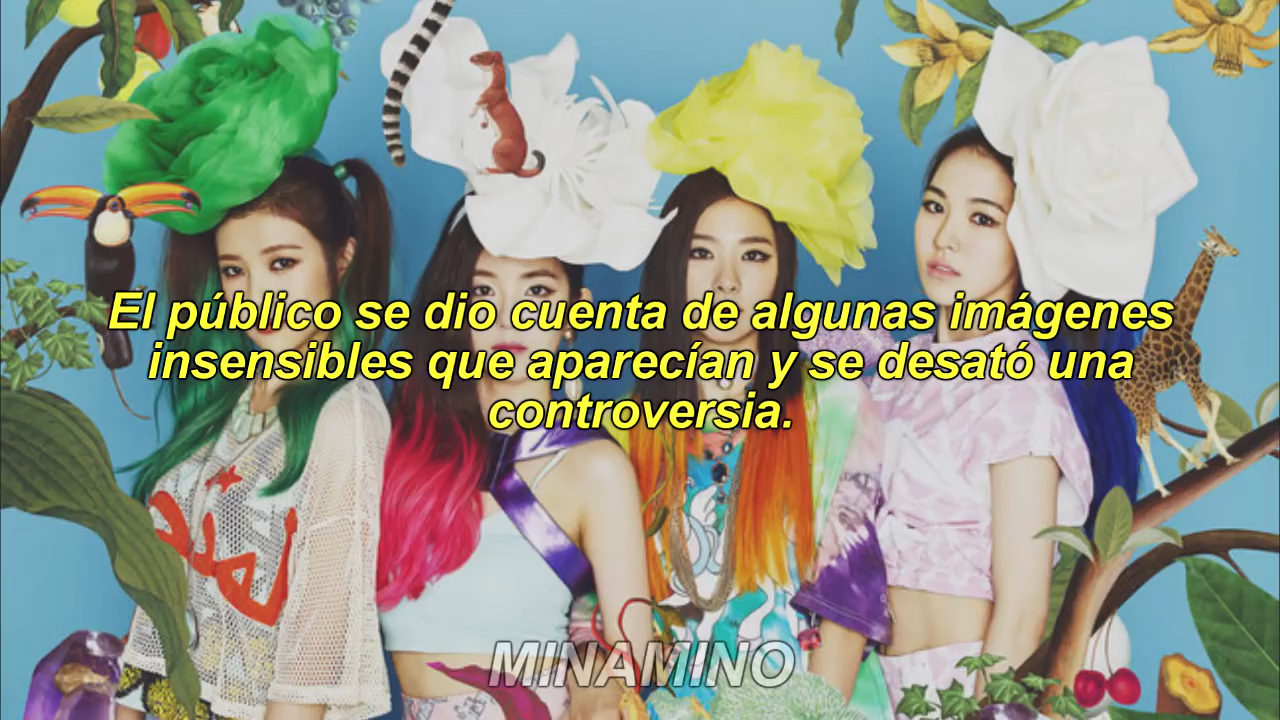 El público se dio cuenta de algunas imágenes
insensibles que aparecían y se desató una
controversia.
MINAMINO